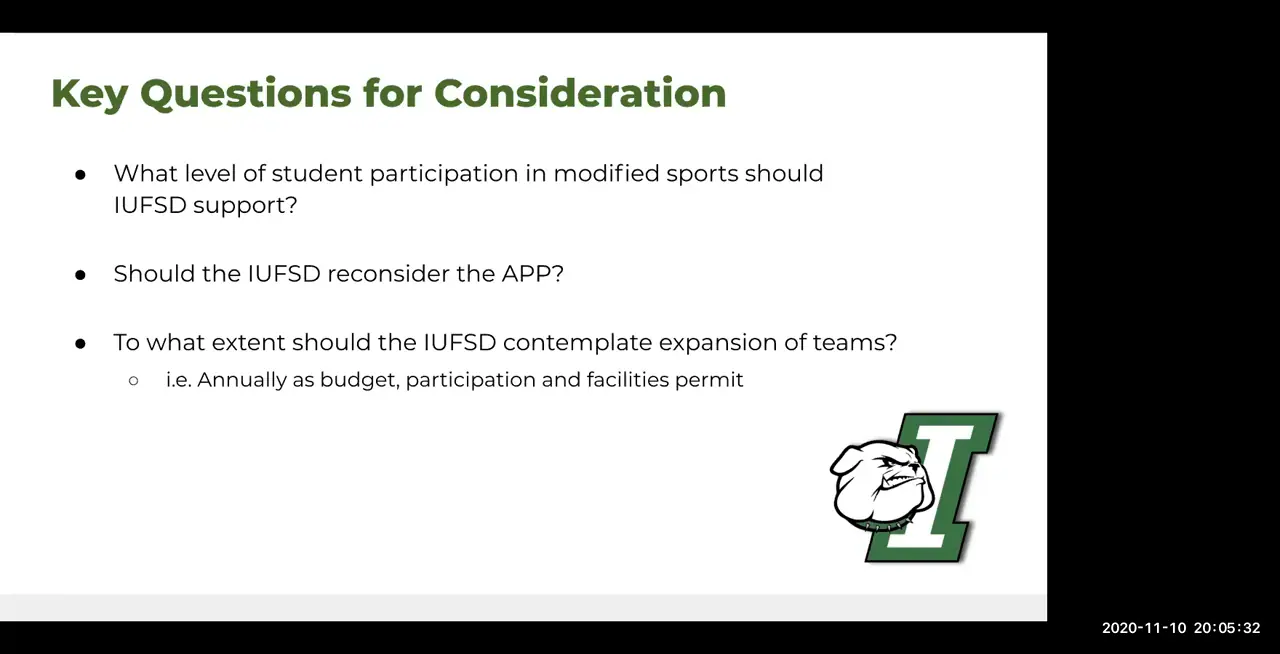 Key Questions for Consideration
● What level of student participation in modified sports should
IUFSD support?
● Should the IUFSD reconsider the APP?
● To what extent should the IUFSD contemplate expansion of teams?
○ i.e. Annually as budget, participation and facilities permit
I
2020-11-10 20:05:32